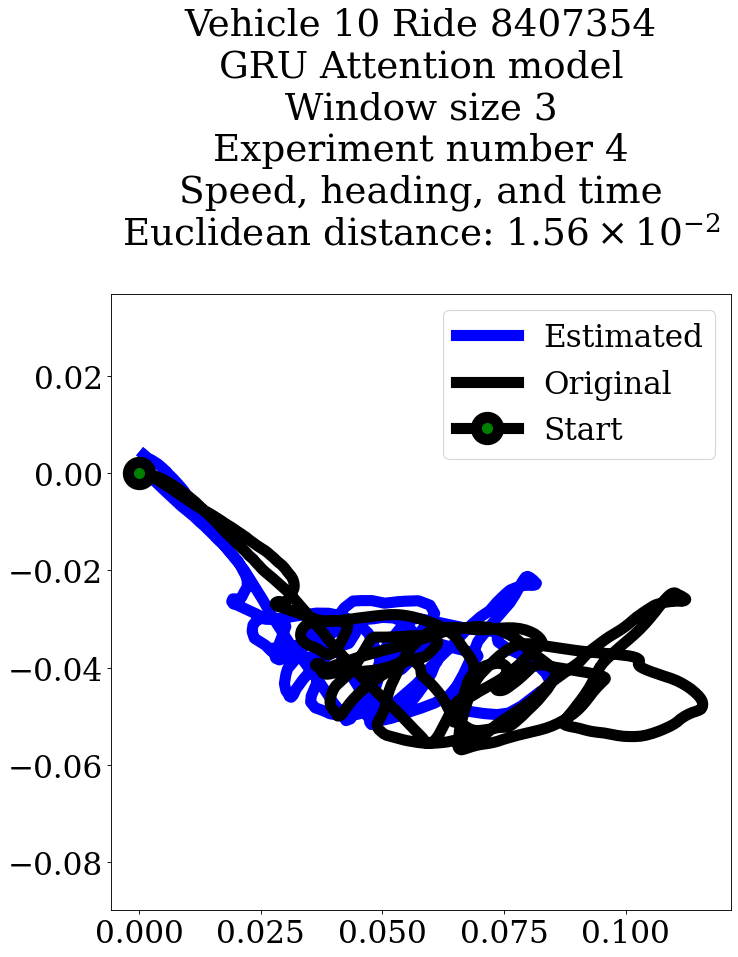 Vehicle 10 Ride 8407354
GRU Attention model
Window size 3
Experiment number 4
Speed, heading, and time
Euclidean distance: 1.56 × 10⁻²
Estimated
Original
Start
0.02
0.00
−0.02
−0.04
−0.06
−0.08
0.000 0.025 0.050 0.075 0.100